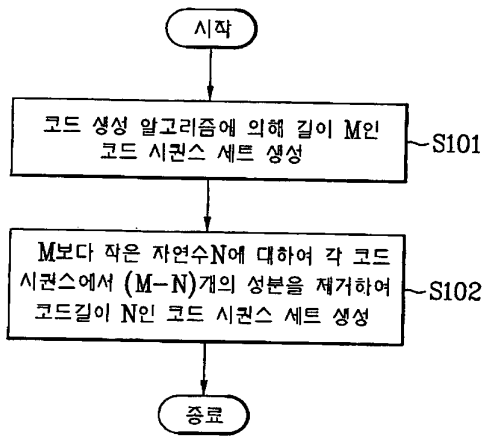 시작
코드 생성 알고리즘에 의해 길이 M인
코드 시퀀스 세트 생성
S101
M보다 작은 자연수N에 대하여 각 코드
시퀀스에서 (M-N)개의 성분을 제거하여
코드길이 N인 코드 시퀀스 세트 생성
S102
종료